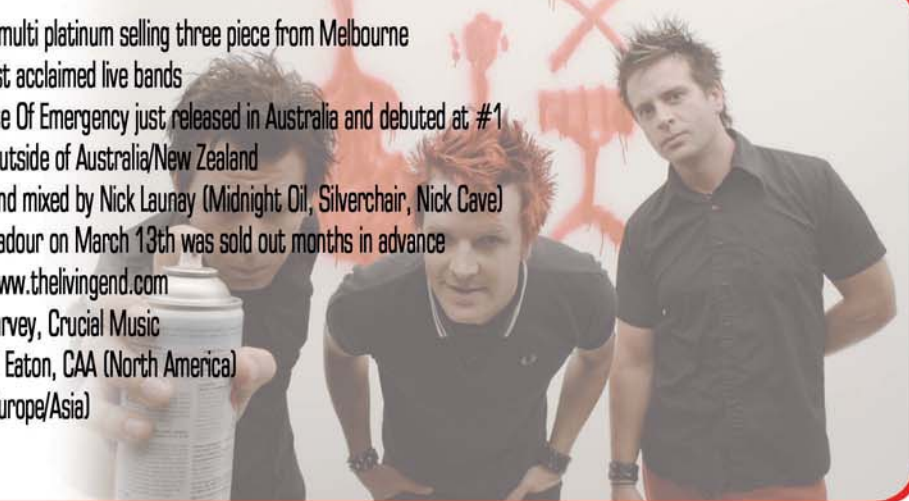 multi platinum selling three piece from Melbourne
st acclaimed live bands
e Of Emergency just released in Australia and debuted at #1
utside of Australia/New Zealand
nd mixed by Nick Launay (Midnight Oil, Silverchair, Nick Cave)
adour on March 13th was sold out months in advance
ww.thelivingend.com
rvey, Crucial Music
Eaton, CAA (North America)
urope/Asia)